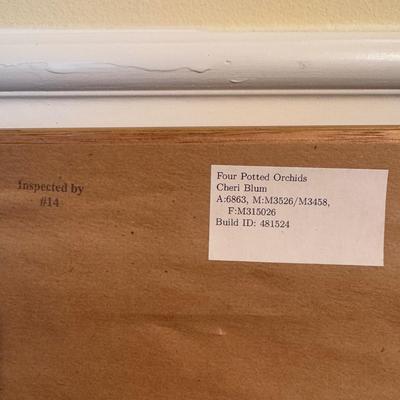 Inspected by
#14
Four Potted Orchids
Cheri Blum
A:6863, M:M3526/M3458,
F:M315026
Build ID: 481524